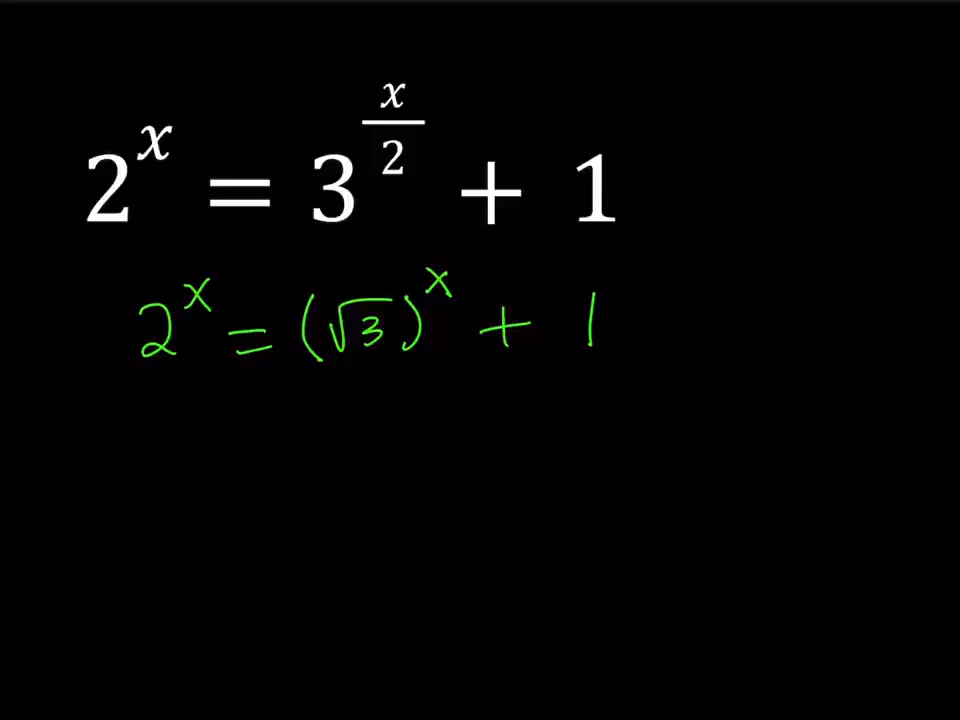 2^x = 3^(x/2) + 1
2^x = (√3)^x + 1